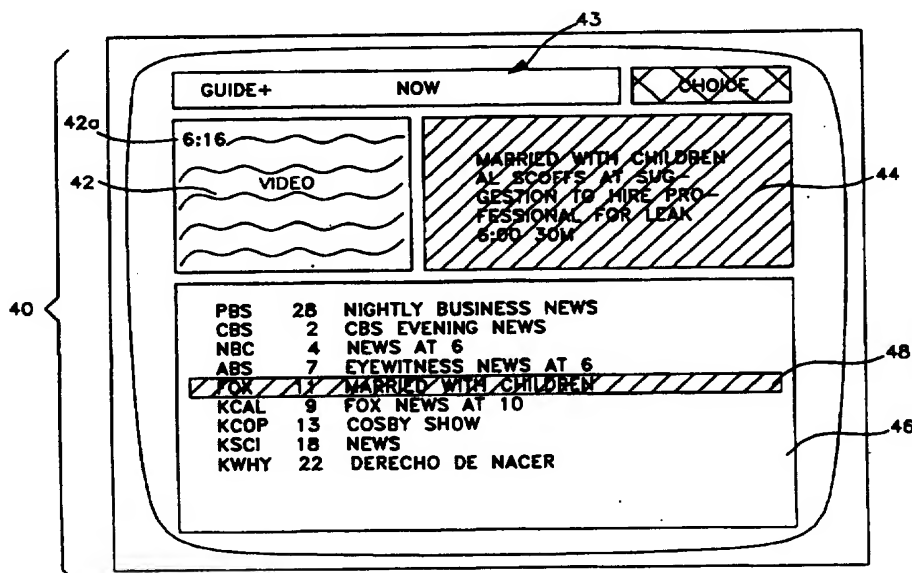 43
GUIDE+ NOW CHOICE
42a
6:16
42
VIDEO
MARRIED WITH CHILDREN
AL SCOFFS AT SUG-
GESTION TO HIRE PRO-
FESSIONAL FOR LEAK
6:00 30M
44
40
PBS 28 NIGHTLY BUSINESS NEWS
CBS 2 CBS EVENING NEWS
NBC 4 NEWS AT 6
ABS 7 EYEWITNESS NEWS AT 6
48
FOX 11 MARRIED WITH CHILDREN
KCAL 9 FOX NEWS AT 10
KCOP 13 COSBY SHOW
46
KSCI 18 NEWS
KWHY 22 DERECHO DE NACER